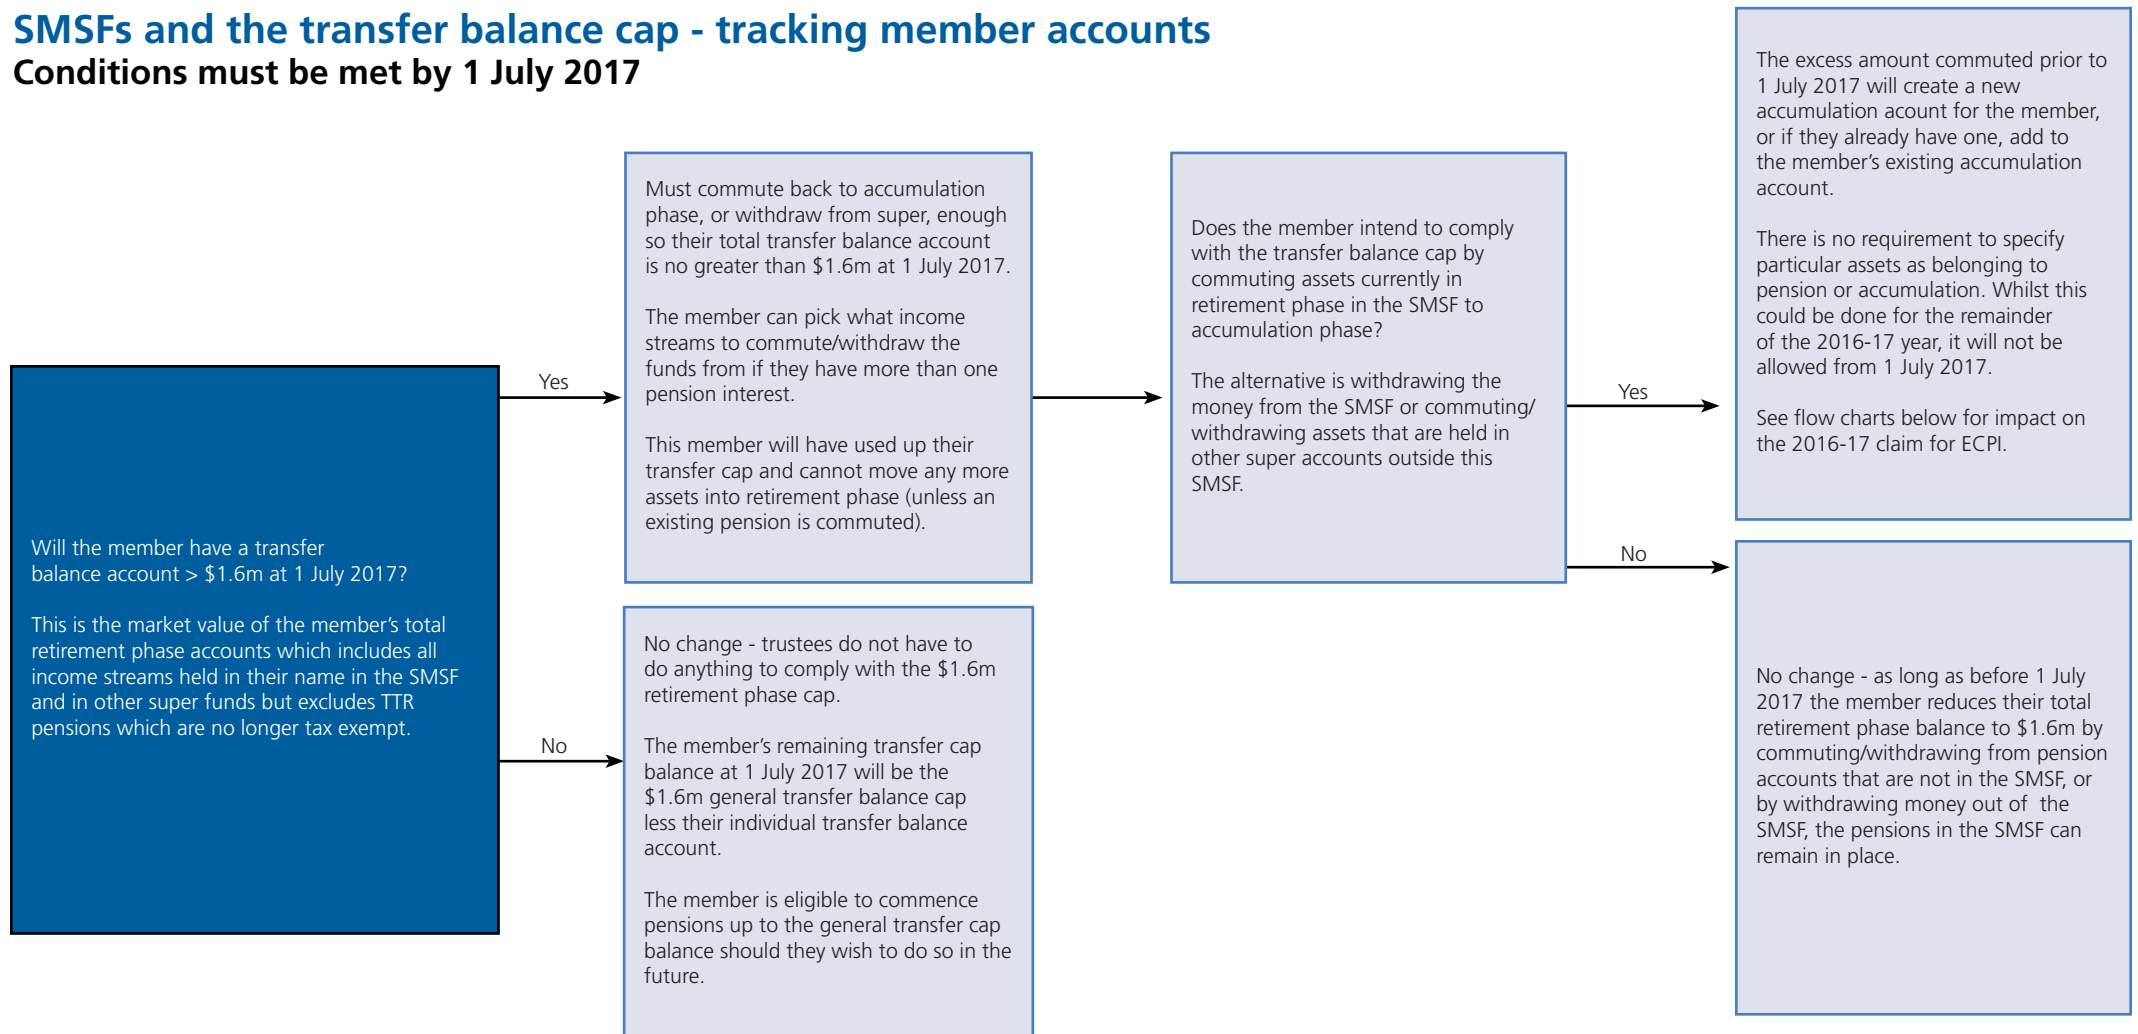 SMSFs and the transfer balance cap - tracking member accounts
Conditions must be met by 1 July 2017
Will the member have a transfer
balance account > $1.6m at 1 July 2017?
This is the market value of the member's total
retirement phase accounts which includes all
income streams held in their name in the SMSF
and in other super funds but excludes TTR
pensions which are no longer tax exempt.
Yes
Must commute back to accumulation
phase, or withdraw from super, enough
so their total transfer balance account
is no greater than $1.6m at 1 July 2017.
The member can pick what income
streams to commute/withdraw the
funds from if they have more than one
pension interest.
This member will have used up their
transfer cap and cannot move any more
assets into retirement phase (unless an
existing pension is commuted).
No
No change - trustees do not have to
do anything to comply with the $1.6m
retirement phase cap.
The member's remaining transfer cap
balance at 1 July 2017 will be the
$1.6m general transfer balance cap
less their individual transfer balance
account.
The member is eligible to commence
pensions up to the general transfer cap
balance should they wish to do so in the
future.
Does the member intend to comply
with the transfer balance cap by
commuting assets currently in
retirement phase in the SMSF to
accumulation phase?
The alternative is withdrawing the
money from the SMSF or commuting/
withdrawing assets that are held in
other super accounts outside this
SMSF.
Yes
The excess amount commuted prior to
1 July 2017 will create a new
accumulation acount for the member,
or if they already have one, add to
the member's existing accumulation
account.
There is no requirement to specify
particular assets as belonging to
pension or accumulation. Whilst this
could be done for the remainder
of the 2016-17 year, it will not be
allowed from 1 July 2017.
See flow charts below for impact on
the 2016-17 claim for ECPI.
No
No change - as long as before 1 July
2017 the member reduces their total
retirement phase balance to $1.6m by
commuting/withdrawing from pension
accounts that are not in the SMSF, or
by withdrawing money out of  the
SMSF, the pensions in the SMSF can
remain in place.